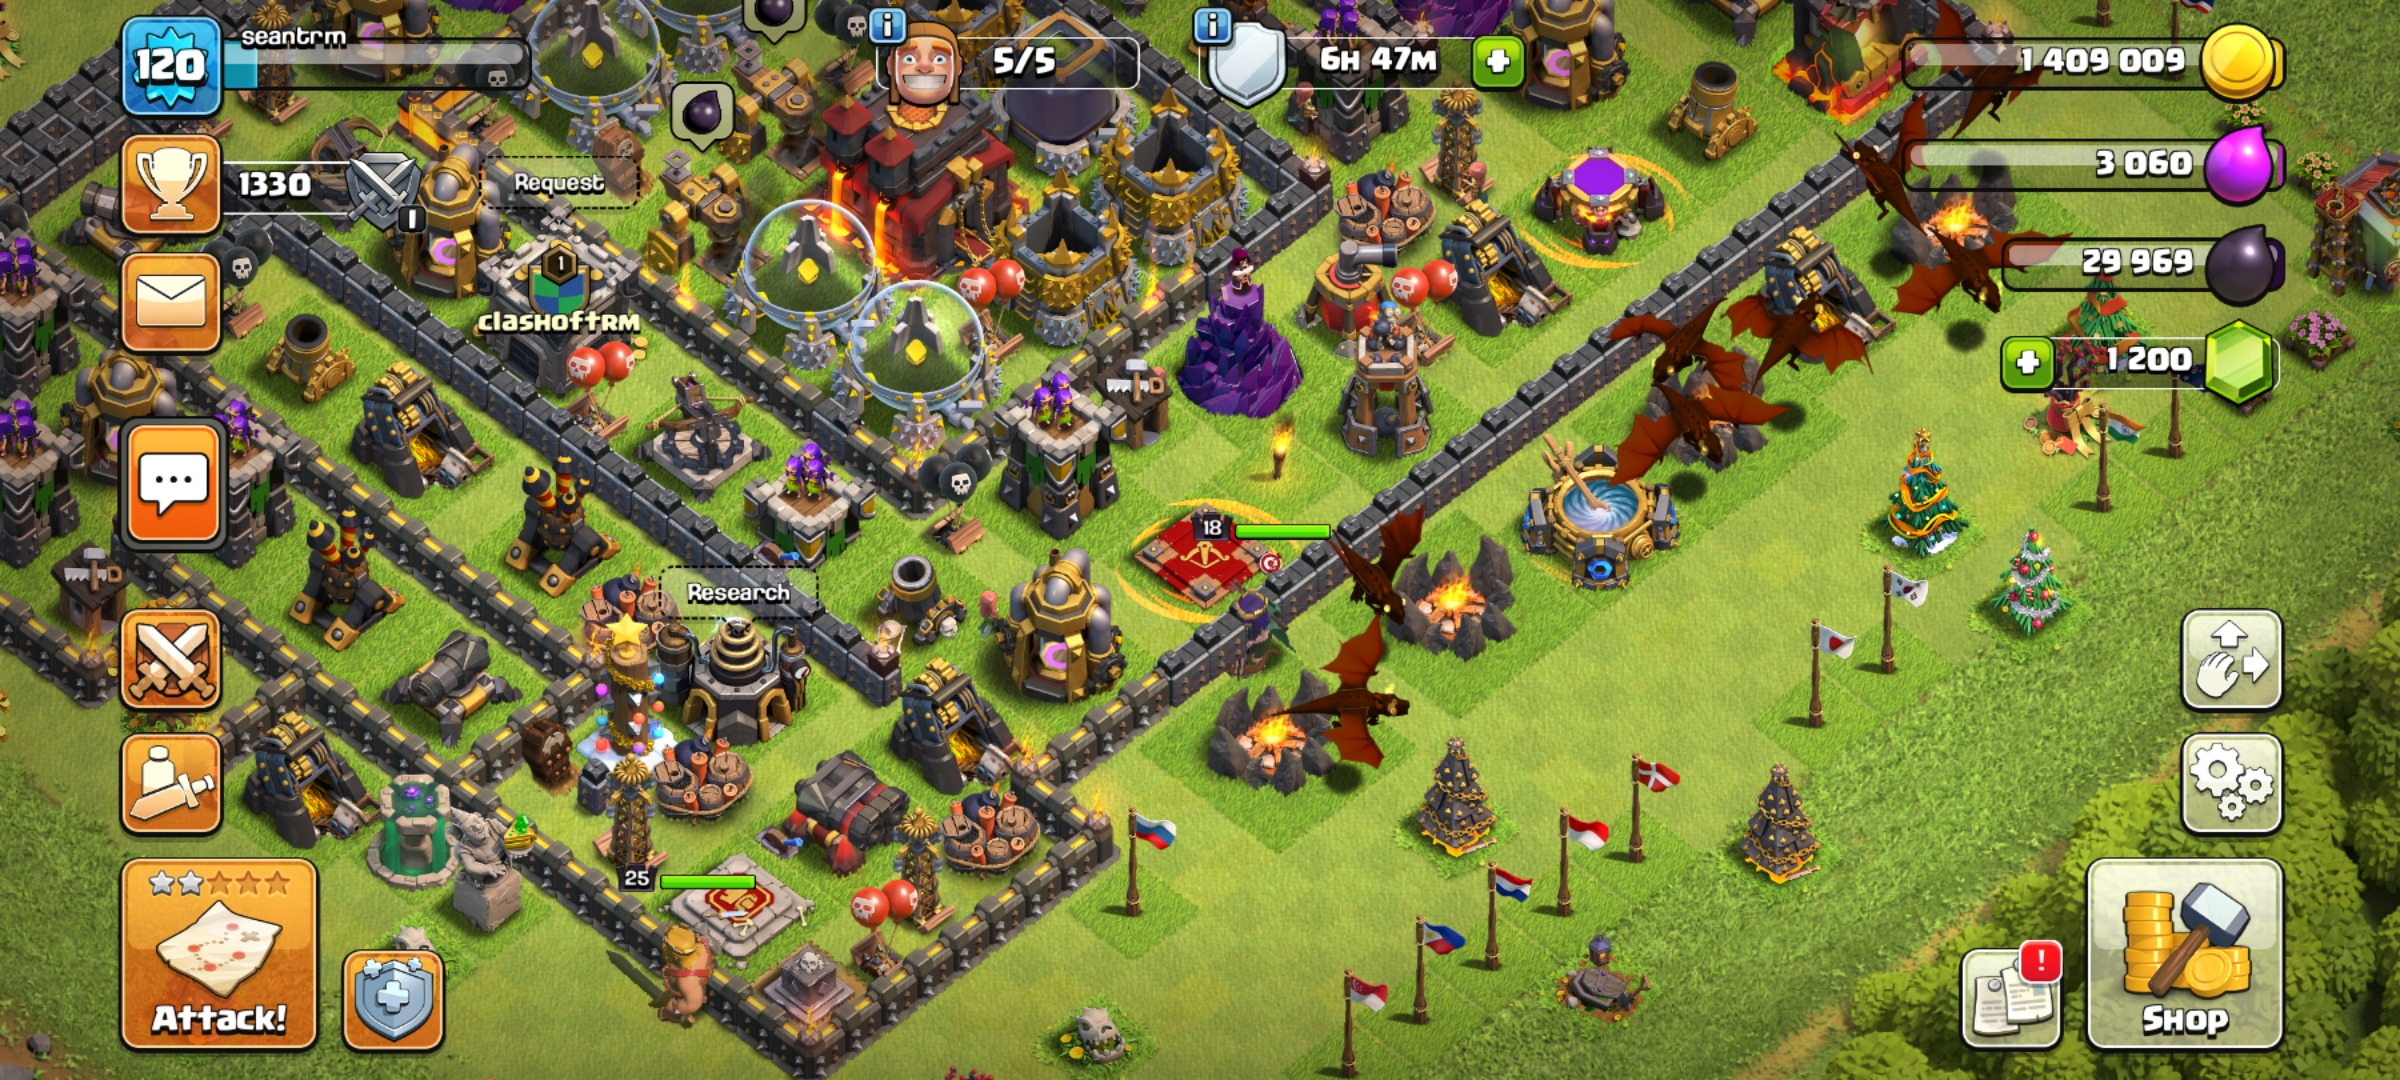 seantrm
120
5/5
6H 47M
1 409 009
1330
I
Request
3 060
1
clashoftRM
29 969
1 200
18
Research
25
Attack!
!
Shop